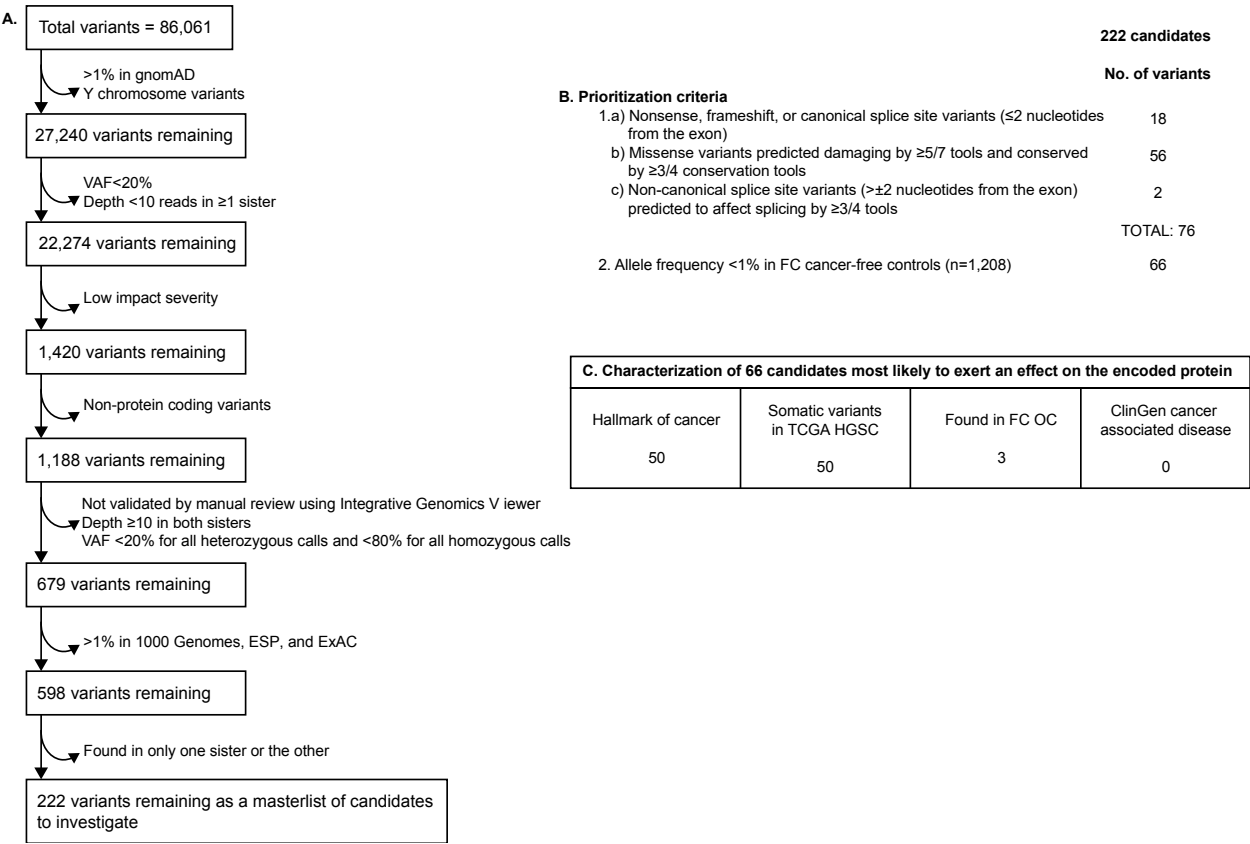 A.
Total variants = 86,061
>1% in gnomAD
Y chromosome variants
27,240 variants remaining
VAF<20%
Depth <10 reads in ≥1 sister
22,274 variants remaining
Low impact severity
1,420 variants remaining
Non-protein coding variants
1,188 variants remaining
Not validated by manual review using Integrative Genomics V iewer
Depth ≥10 in both sisters
VAF <20% for all heterozygous calls and <80% for all homozygous calls
679 variants remaining
>1% in 1000 Genomes, ESP, and ExAC
598 variants remaining
Found in only one sister or the other
222 variants remaining as a masterlist of candidates
to investigate
222 candidates
No. of variants
B. Prioritization criteria
1.a) Nonsense, frameshift, or canonical splice site variants (≤2 nucleotides 18
from the exon)
b) Missense variants predicted damaging by ≥5/7 tools and conserved 56
by ≥3/4 conservation tools
c) Non-canonical splice site variants (>±2 nucleotides from the exon) 2
predicted to affect splicing by ≥3/4 tools
TOTAL: 76
2. Allele frequency <1% in FC cancer-free controls (n=1,208) 66
C. Characterization of 66 candidates most likely to exert an effect on the encoded protein
Hallmark of cancer
50
Somatic variants
in TCGA HGSC
50
Found in FC OC
3
ClinGen cancer
associated disease
0